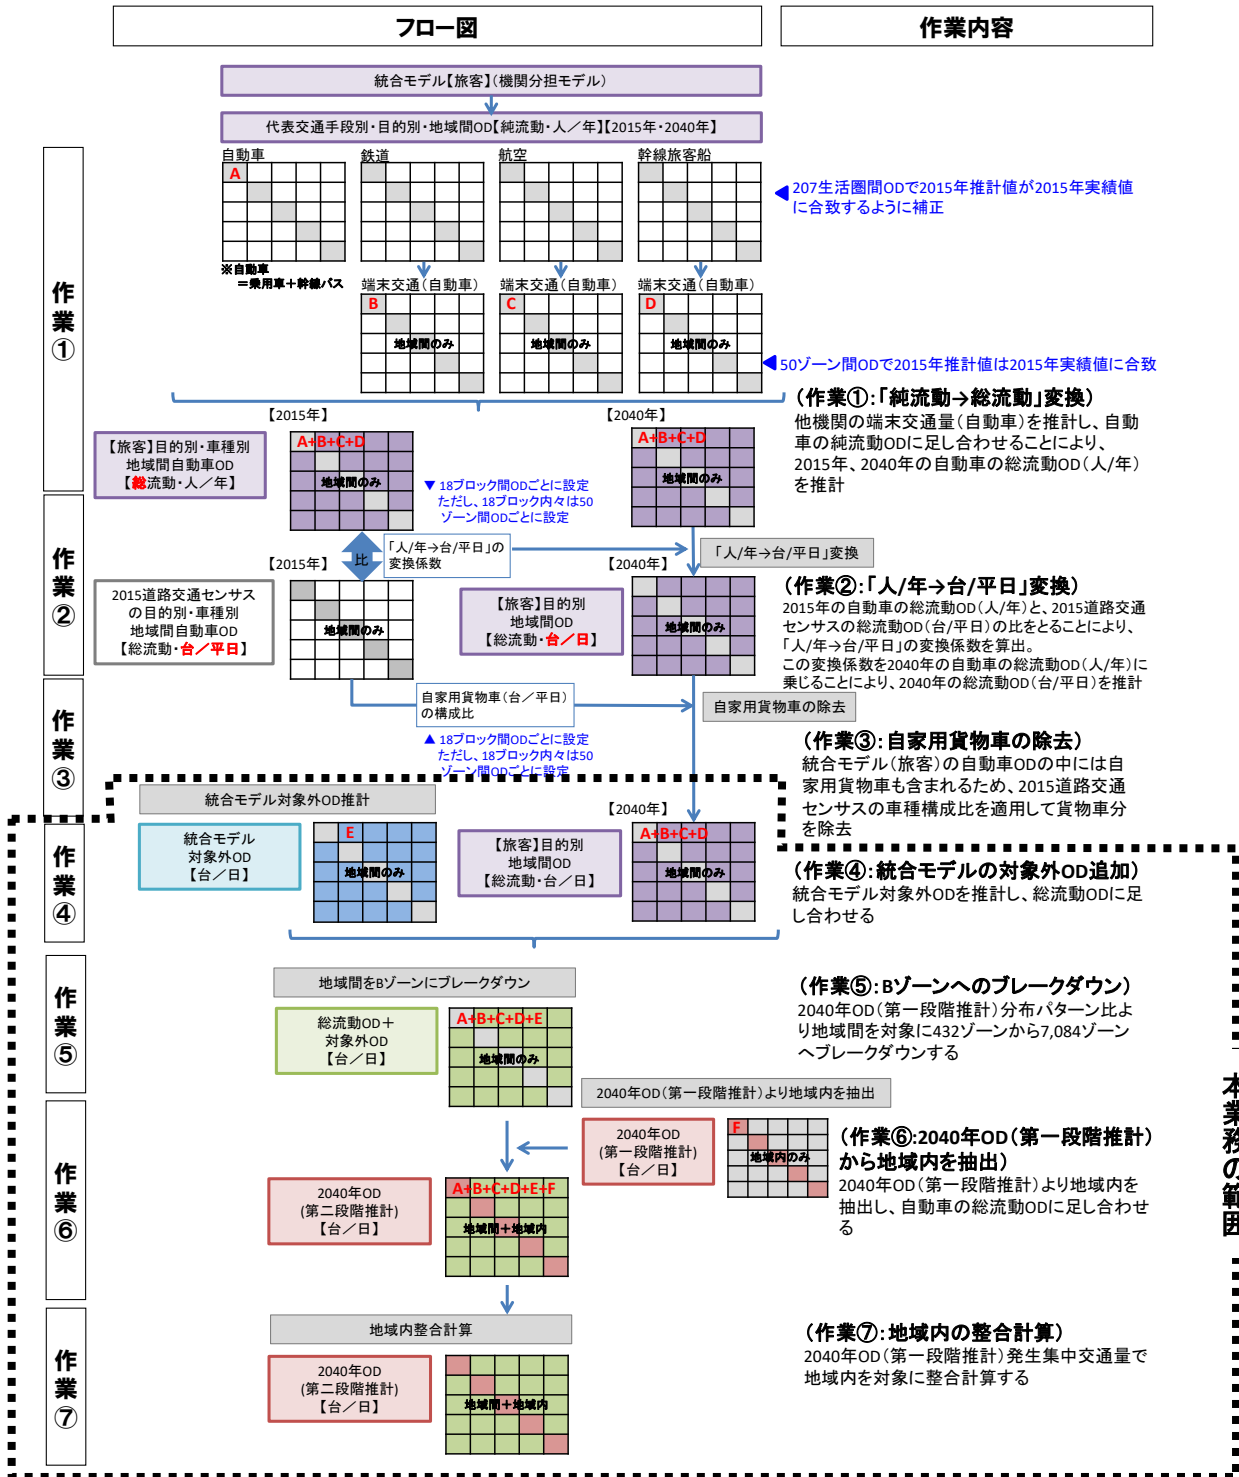 フロー図
作業内容
統合モデル【旅客】(機関分担モデル)
代表交通手段別・目的別・地域間OD【純流動・人／年】【2015年・2040年】
作業①
自動車
鉄道
航空
幹線旅客船
A
◀ 207生活圏間ODで2015年推計値が2015年実績値
に合致するように補正
※自動車
＝乗用車＋幹線バス
端末交通(自動車)
端末交通(自動車)
端末交通(自動車)
B
C
D
地域間のみ
地域間のみ
地域間のみ
◀50ゾーン間ODで2015年推計値は2015年実績値に合致
(作業①:「純流動→総流動」変換)
他機関の端末交通量(自動車)を推計し、自動
車の純流動ODに足し合わせることにより、
2015年、2040年の自動車の総流動OD(人/年)
を推計
【2015年】
【2040年】
【旅客】目的別・車種別
地域間自動車OD
【総流動・人／年】
A+B+C+D
地域間のみ
A+B+C+D
地域間のみ
▼ 18ブロック間ODごとに設定
ただし、18ブロック内々は50
ゾーン間ODごとに設定
作業②
比
「人/年→台/平日」の
変換係数
「人/年→台/平日」変換
【2015年】
【2040年】
2015道路交通センサス
の目的別・車種別
地域間自動車OD
【総流動・台／平日】
地域間のみ
【旅客】目的別
地域間OD
【総流動・台／日】
地域間のみ
(作業②:「人/年→台/平日」変換)
2015年の自動車の総流動OD(人/年)と、2015道路交通
センサスの総流動OD(台/平日)の比をとることにより、
「人/年→台/平日」の変換係数を算出。
この変換係数を2040年の自動車の総流動OD(人/年)に
乗じることにより、2040年の総流動OD(台/平日)を推計
作業③
自家用貨物車(台／平日)
の構成比
自家用貨物車の除去
▲ 18ブロック間ODごとに設定
ただし、18ブロック内々は50
ゾーン間ODごとに設定
(作業③:自家用貨物車の除去)
統合モデル(旅客)の自動車ODの中には自
家用貨物車も含まれるため、2015道路交通
センサスの車種構成比を適用して貨物車分
を除去
作業④
統合モデル対象外OD推計
【2040年】
統合モデル
対象外OD
【台／日】
E
地域間のみ
【旅客】目的別
地域間OD
【総流動・台／日】
A+B+C+D
地域間のみ
(作業④:統合モデルの対象外OD追加)
統合モデル対象外ODを推計し、総流動ODに足
し合わせる
作業⑤
地域間をBゾーンにブレークダウン
総流動OD＋
対象外OD
【台／日】
A+B+C+D+E
地域間のみ
(作業⑤:Bゾーンへのブレークダウン)
2040年OD(第一段階推計)分布パターン比よ
り地域間を対象に432ゾーンから7,084ゾーン
へブレークダウンする
作業⑥
2040年OD(第一段階推計)より地域内を抽出
2040年OD
(第一段階推計)
【台／日】
F
地域内のみ
2040年OD
(第二段階推計)
【台／日】
A+B+C+D+E+F
地域間＋地域内
(作業⑥:2040年OD(第一段階推計)
から地域内を抽出)
2040年OD(第一段階推計)より地域内を
抽出し、自動車の総流動ODに足し合わせ
る
本業務の範囲
作業⑦
地域内整合計算
2040年OD
(第二段階推計)
【台／日】
地域間＋地域内
(作業⑦:地域内の整合計算)
2040年OD(第一段階推計)発生集中交通量で
地域内を対象に整合計算する